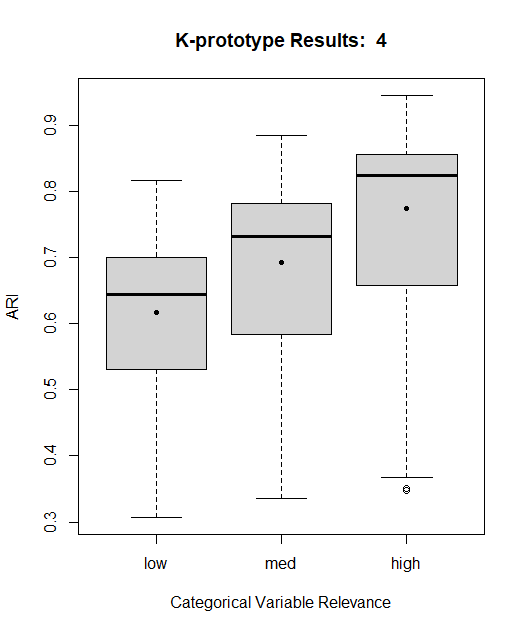 K-prototype Results:  4
ARI
0.9
0.8
0.7
0.6
0.5
0.4
0.3
low
med
high
Categorical Variable Relevance